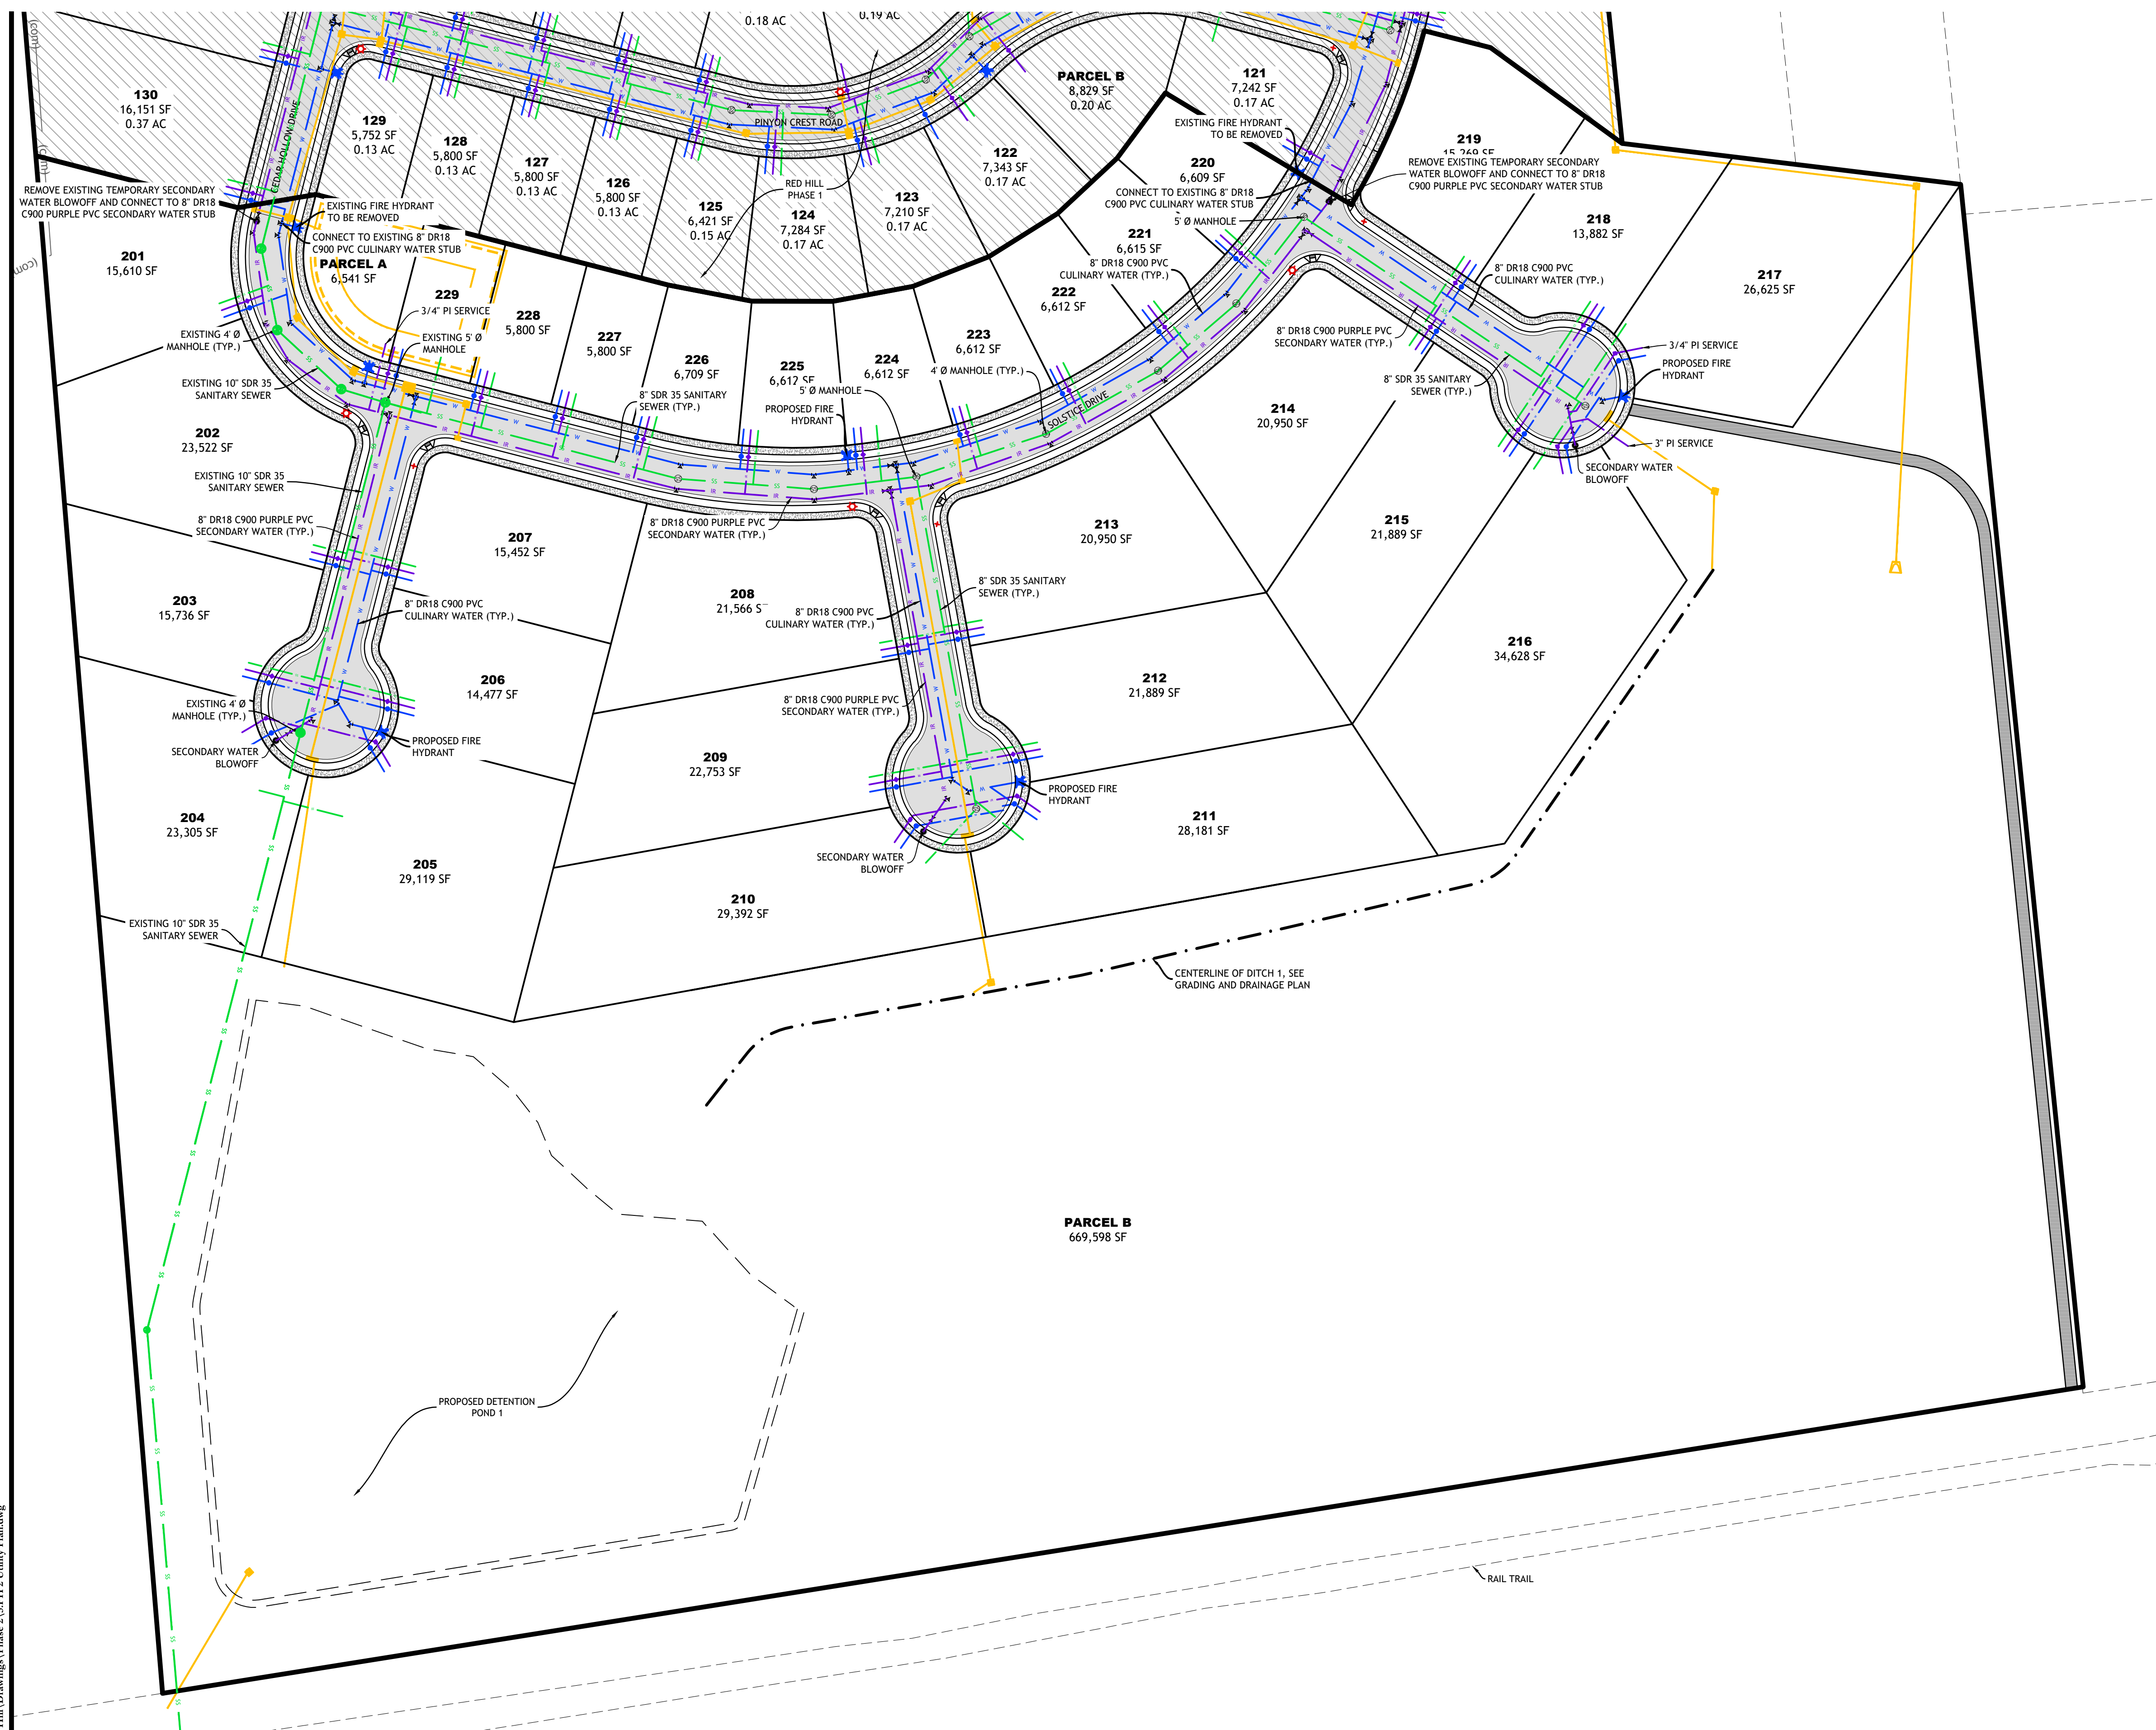 0.18 AC
0.19 AC
(com)
(com)
(com)
130
16,151 SF
0.37 AC
CEDAR HOLLOW DRIVE
129
5,752 SF
0.13 AC
128
5,800 SF
0.13 AC
127
5,800 SF
0.13 AC
126
5,800 SF
0.13 AC
125
6,421 SF
0.15 AC
124
7,284 SF
0.17 AC
123
7,210 SF
0.17 AC
122
7,343 SF
0.17 AC
PARCEL B
8,829 SF
0.20 AC
121
7,242 SF
0.17 AC
PINYON CREST ROAD
RED HILL
PHASE 1
EXISTING FIRE HYDRANT
TO BE REMOVED
219
15,269 SF
REMOVE EXISTING TEMPORARY SECONDARY
WATER BLOWOFF AND CONNECT TO 8" DR18
C900 PURPLE PVC SECONDARY WATER STUB
REMOVE EXISTING TEMPORARY SECONDARY
WATER BLOWOFF AND CONNECT TO 8" DR18
C900 PURPLE PVC SECONDARY WATER STUB
EXISTING FIRE HYDRANT
TO BE REMOVED
CONNECT TO EXISTING 8" DR18
C900 PVC CULINARY WATER STUB
220
6,609 SF
CONNECT TO EXISTING 8" DR18
C900 PVC CULINARY WATER STUB
5' Ø MANHOLE
218
13,882 SF
217
26,625 SF
201
15,610 SF
PARCEL A
6,541 SF
229
3/4" PI SERVICE
EXISTING 5' Ø
MANHOLE
228
5,800 SF
227
5,800 SF
226
6,709 SF
225
6,612 SF
224
6,612 SF
223
6,612 SF
222
6,612 SF
221
6,615 SF
8" DR18 C900 PVC
CULINARY WATER (TYP.)
8" DR18 C900 PVC
CULINARY WATER (TYP.)
EXISTING 4' Ø
MANHOLE (TYP.)
EXISTING 10" SDR 35
SANITARY SEWER
8" SDR 35 SANITARY
SEWER (TYP.)
5' Ø MANHOLE
PROPOSED FIRE
HYDRANT
4' Ø MANHOLE (TYP.)
SOLSTICE DRIVE
8" DR18 C900 PURPLE PVC
SECONDARY WATER (TYP.)
8" SDR 35 SANITARY
SEWER (TYP.)
3/4" PI SERVICE
PROPOSED FIRE
HYDRANT
3" PI SERVICE
SECONDARY WATER
BLOWOFF
202
23,522 SF
EXISTING 10" SDR 35
SANITARY SEWER
8" DR18 C900 PURPLE PVC
SECONDARY WATER (TYP.)
214
20,950 SF
8" DR18 C900 PURPLE PVC
SECONDARY WATER (TYP.)
213
20,950 SF
215
21,889 SF
207
15,452 SF
203
15,736 SF
8" DR18 C900 PVC
CULINARY WATER (TYP.)
208
21,566 S
8" DR18 C900 PVC
CULINARY WATER (TYP.)
8" SDR 35 SANITARY
SEWER (TYP.)
216
34,628 SF
206
14,477 SF
212
21,889 SF
EXISTING 4' Ø
MANHOLE (TYP.)
8" DR18 C900 PURPLE PVC
SECONDARY WATER (TYP.)
SECONDARY WATER
BLOWOFF
PROPOSED FIRE
HYDRANT
209
22,753 SF
PROPOSED FIRE
HYDRANT
204
23,305 SF
211
28,181 SF
205
29,119 SF
SECONDARY WATER
BLOWOFF
210
29,392 SF
EXISTING 10" SDR 35
SANITARY SEWER
CENTERLINE OF DITCH 1, SEE
GRADING AND DRAINAGE PLAN
PARCEL B
669,598 SF
PROPOSED DETENTION
POND 1
RAIL TRAIL